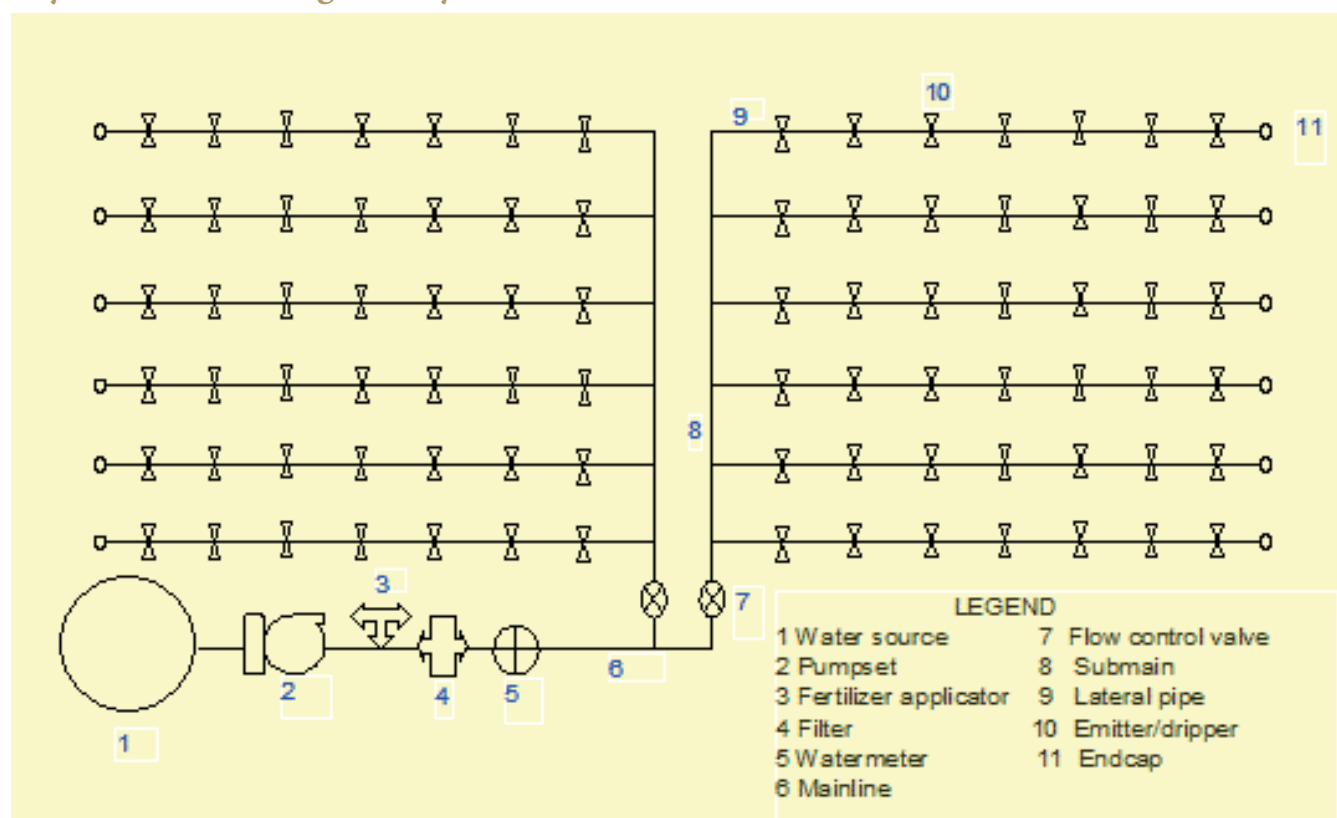 10
9
11
8
3
7
6
2
4
5
1
LEGEND
1 Water source 7 Flow control valve
2 Pumpset 8 Submain
3 Fertilizer applicator 9 Lateral pipe
4 Filter 10 Emitter/dripper
5 Watermeter 11 Endcap
6 Mainline